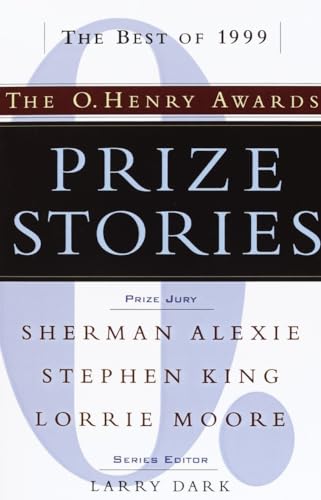 The Best of 1999
The O. Henry Awards
PRIZE
STORIES
Prize Jury
Sherman Alexie
Stephen King
Lorrie Moore
Series Editor
Larry Dark
O.